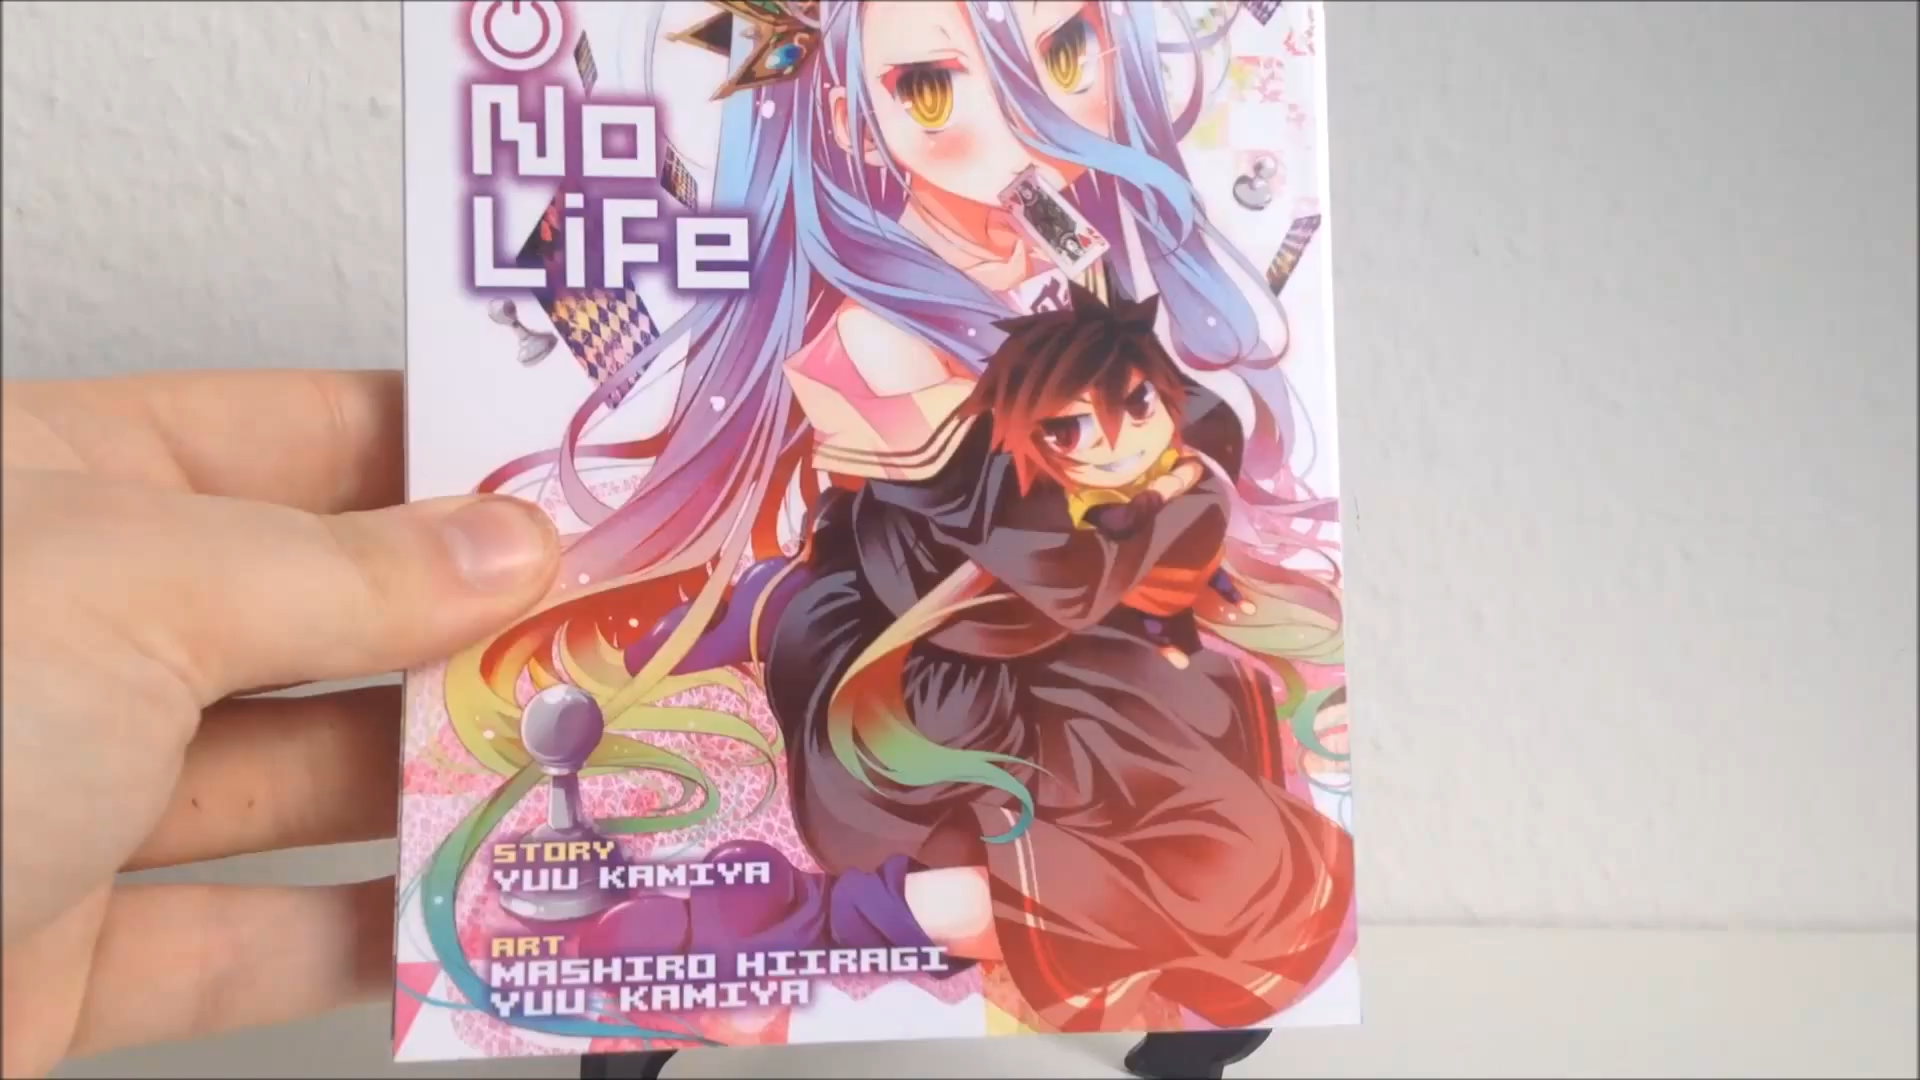 No
Life
STORY
YUU KAMIYA
ART
MASHIRO HIIRAGI
YUU KAMIYA